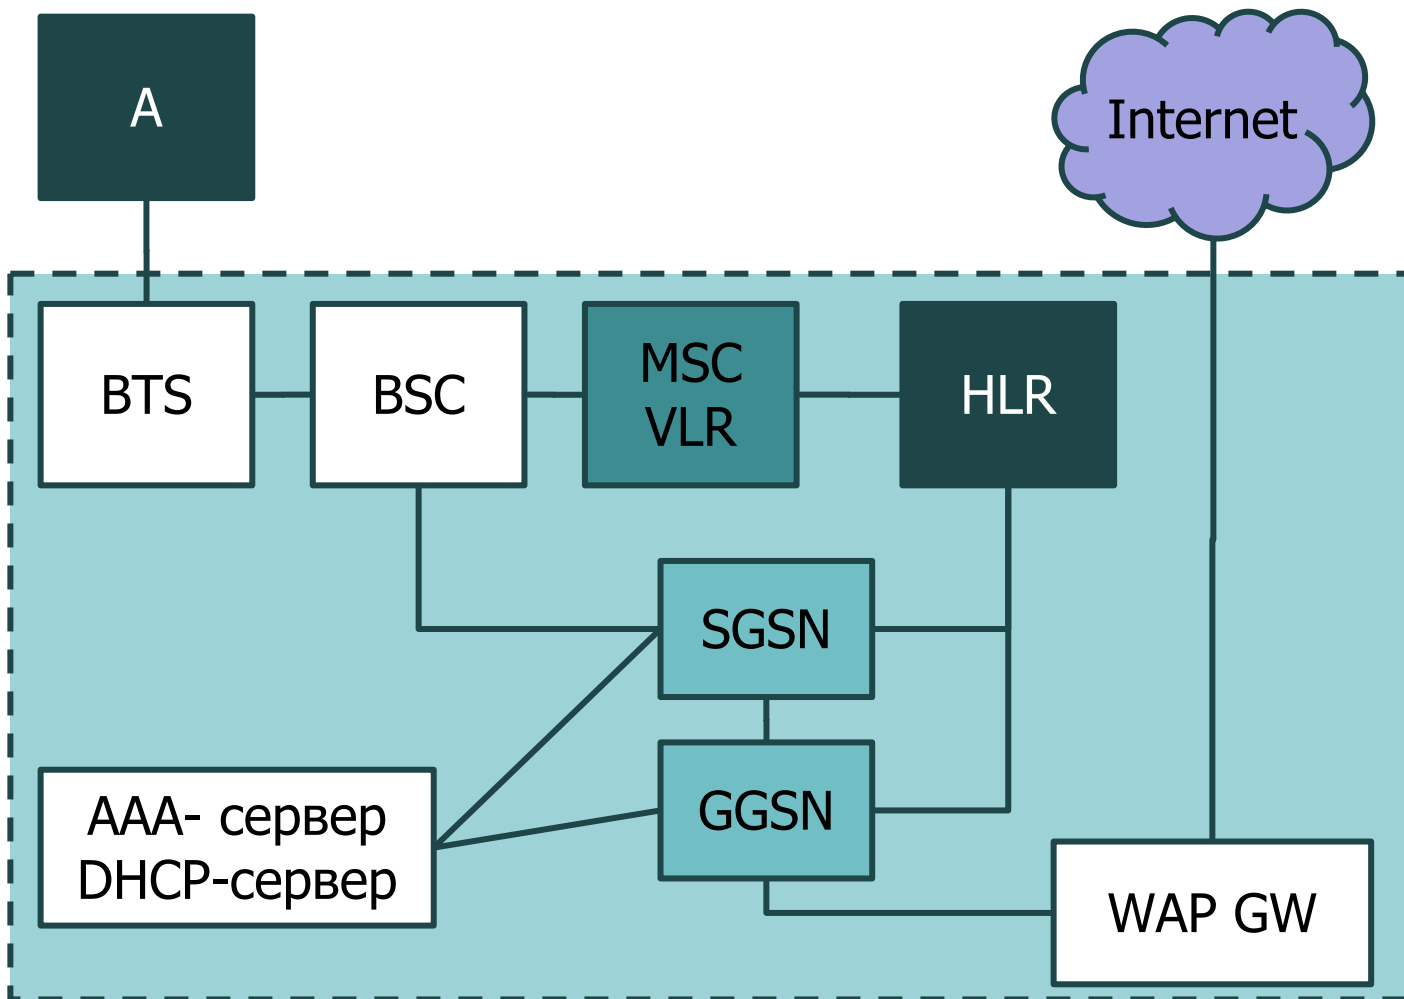 A
Internet
BTS
BSC
MSC
VLR
HLR
SGSN
GGSN
AAA- сервер
DHCP-сервер
WAP GW